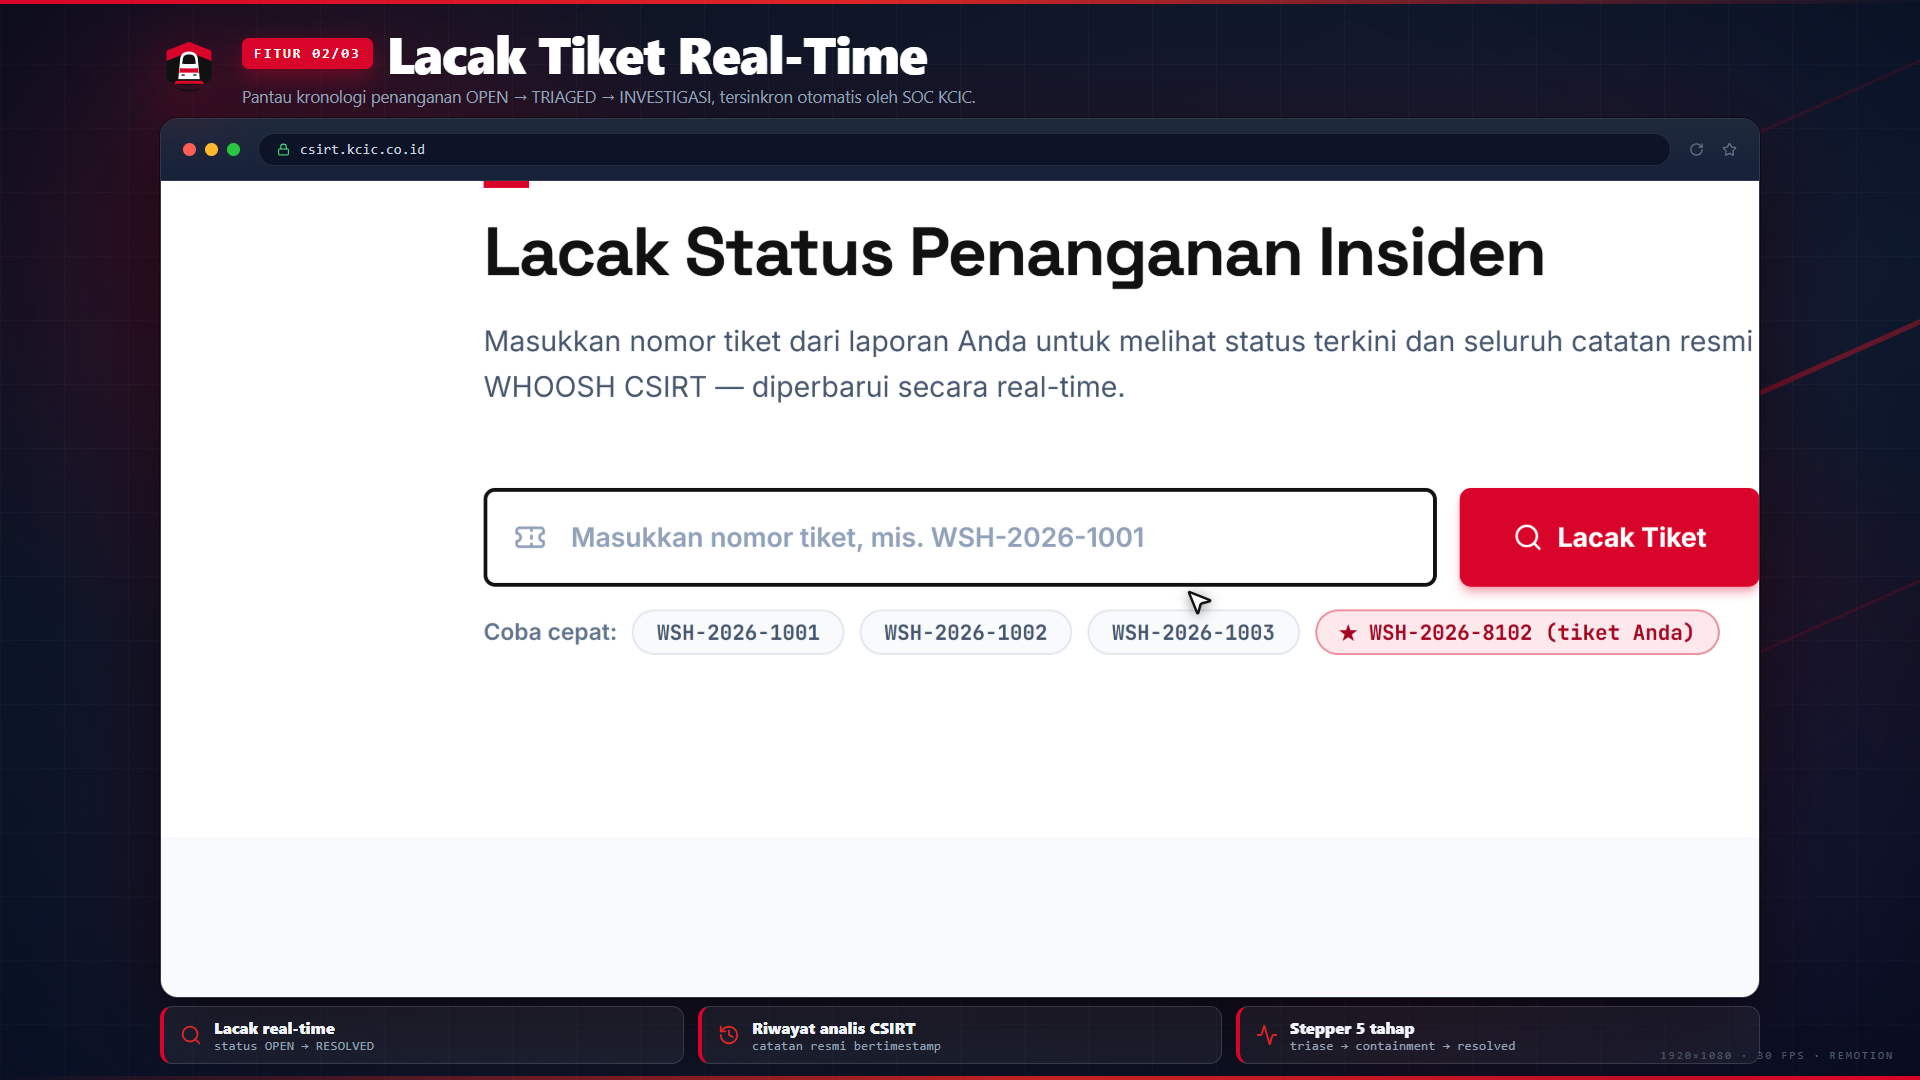 FITUR 02/03
Lacak Tiket Real-Time
Pantau kronologi penanganan OPEN → TRIAGED → INVESTIGASI, tersinkron otomatis oleh SOC KCIC.
csirt.kcic.co.id
Lacak Status Penanganan Insiden
Masukkan nomor tiket dari laporan Anda untuk melihat status terkini dan seluruh catatan resmi
WHOOSH CSIRT — diperbarui secara real-time.
Masukkan nomor tiket, mis. WSH-2026-1001
Lacak Tiket
Coba cepat: WSH-2026-1001 WSH-2026-1002 WSH-2026-1003 ★ WSH-2026-8102 (tiket Anda)
Lacak real-time
status OPEN → RESOLVED
Riwayat analis CSIRT
catatan resmi bertimestamp
Stepper 5 tahap
triase → containment → resolved
1920×1080 · 30 FPS · REMOTION